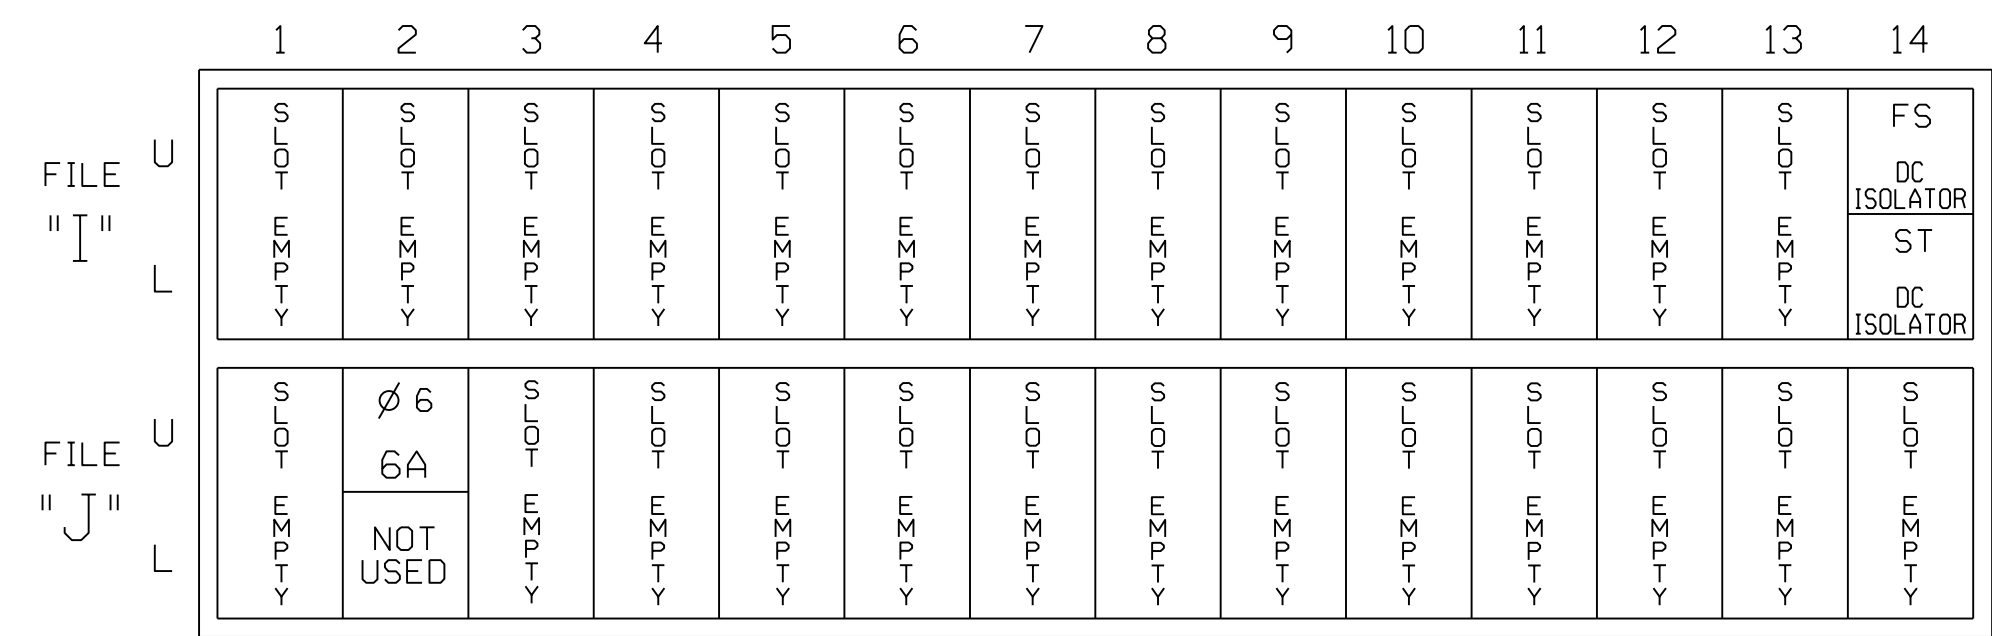 1 2 3 4 5 6 7 8 9 10 11 12 13 14
FILE "I"
U
L
SLOT EMPTY
SLOT EMPTY
SLOT EMPTY
SLOT EMPTY
SLOT EMPTY
SLOT EMPTY
SLOT EMPTY
SLOT EMPTY
SLOT EMPTY
SLOT EMPTY
SLOT EMPTY
SLOT EMPTY
SLOT EMPTY
FS
DC
ISOLATOR
ST
DC
ISOLATOR
FILE "J"
U
L
SLOT EMPTY
Ø 6
6A
NOT
USED
SLOT EMPTY
SLOT EMPTY
SLOT EMPTY
SLOT EMPTY
SLOT EMPTY
SLOT EMPTY
SLOT EMPTY
SLOT EMPTY
SLOT EMPTY
SLOT EMPTY
SLOT EMPTY
SLOT EMPTY